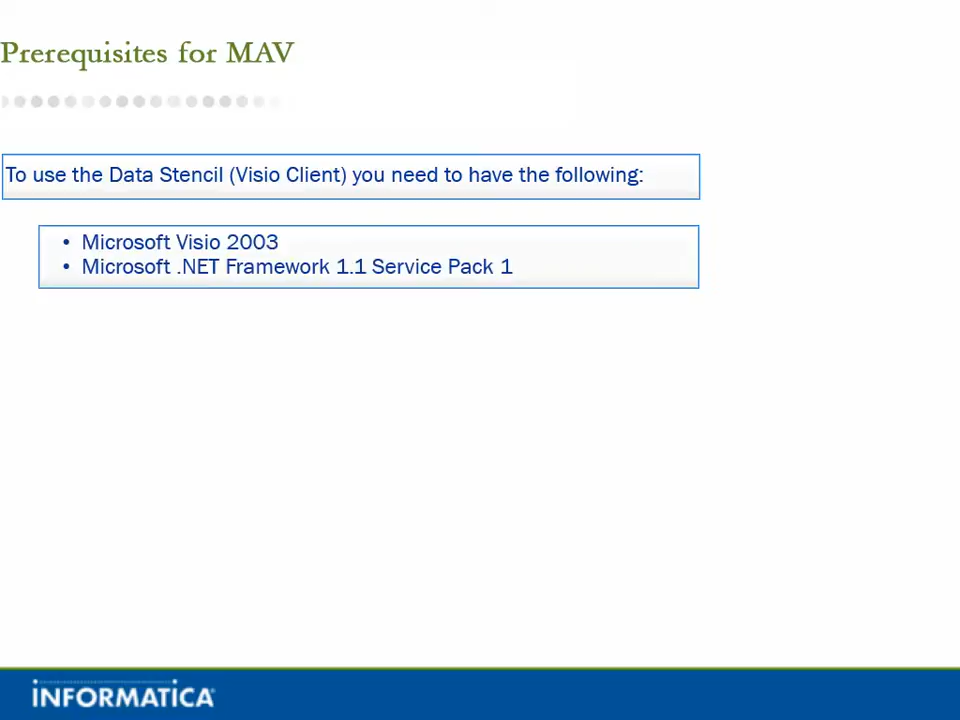 Prerequisites for MAV
To use the Data Stencil (Visio Client) you need to have the following:
• Microsoft Visio 2003
• Microsoft .NET Framework 1.1 Service Pack 1
INFORMATICA®